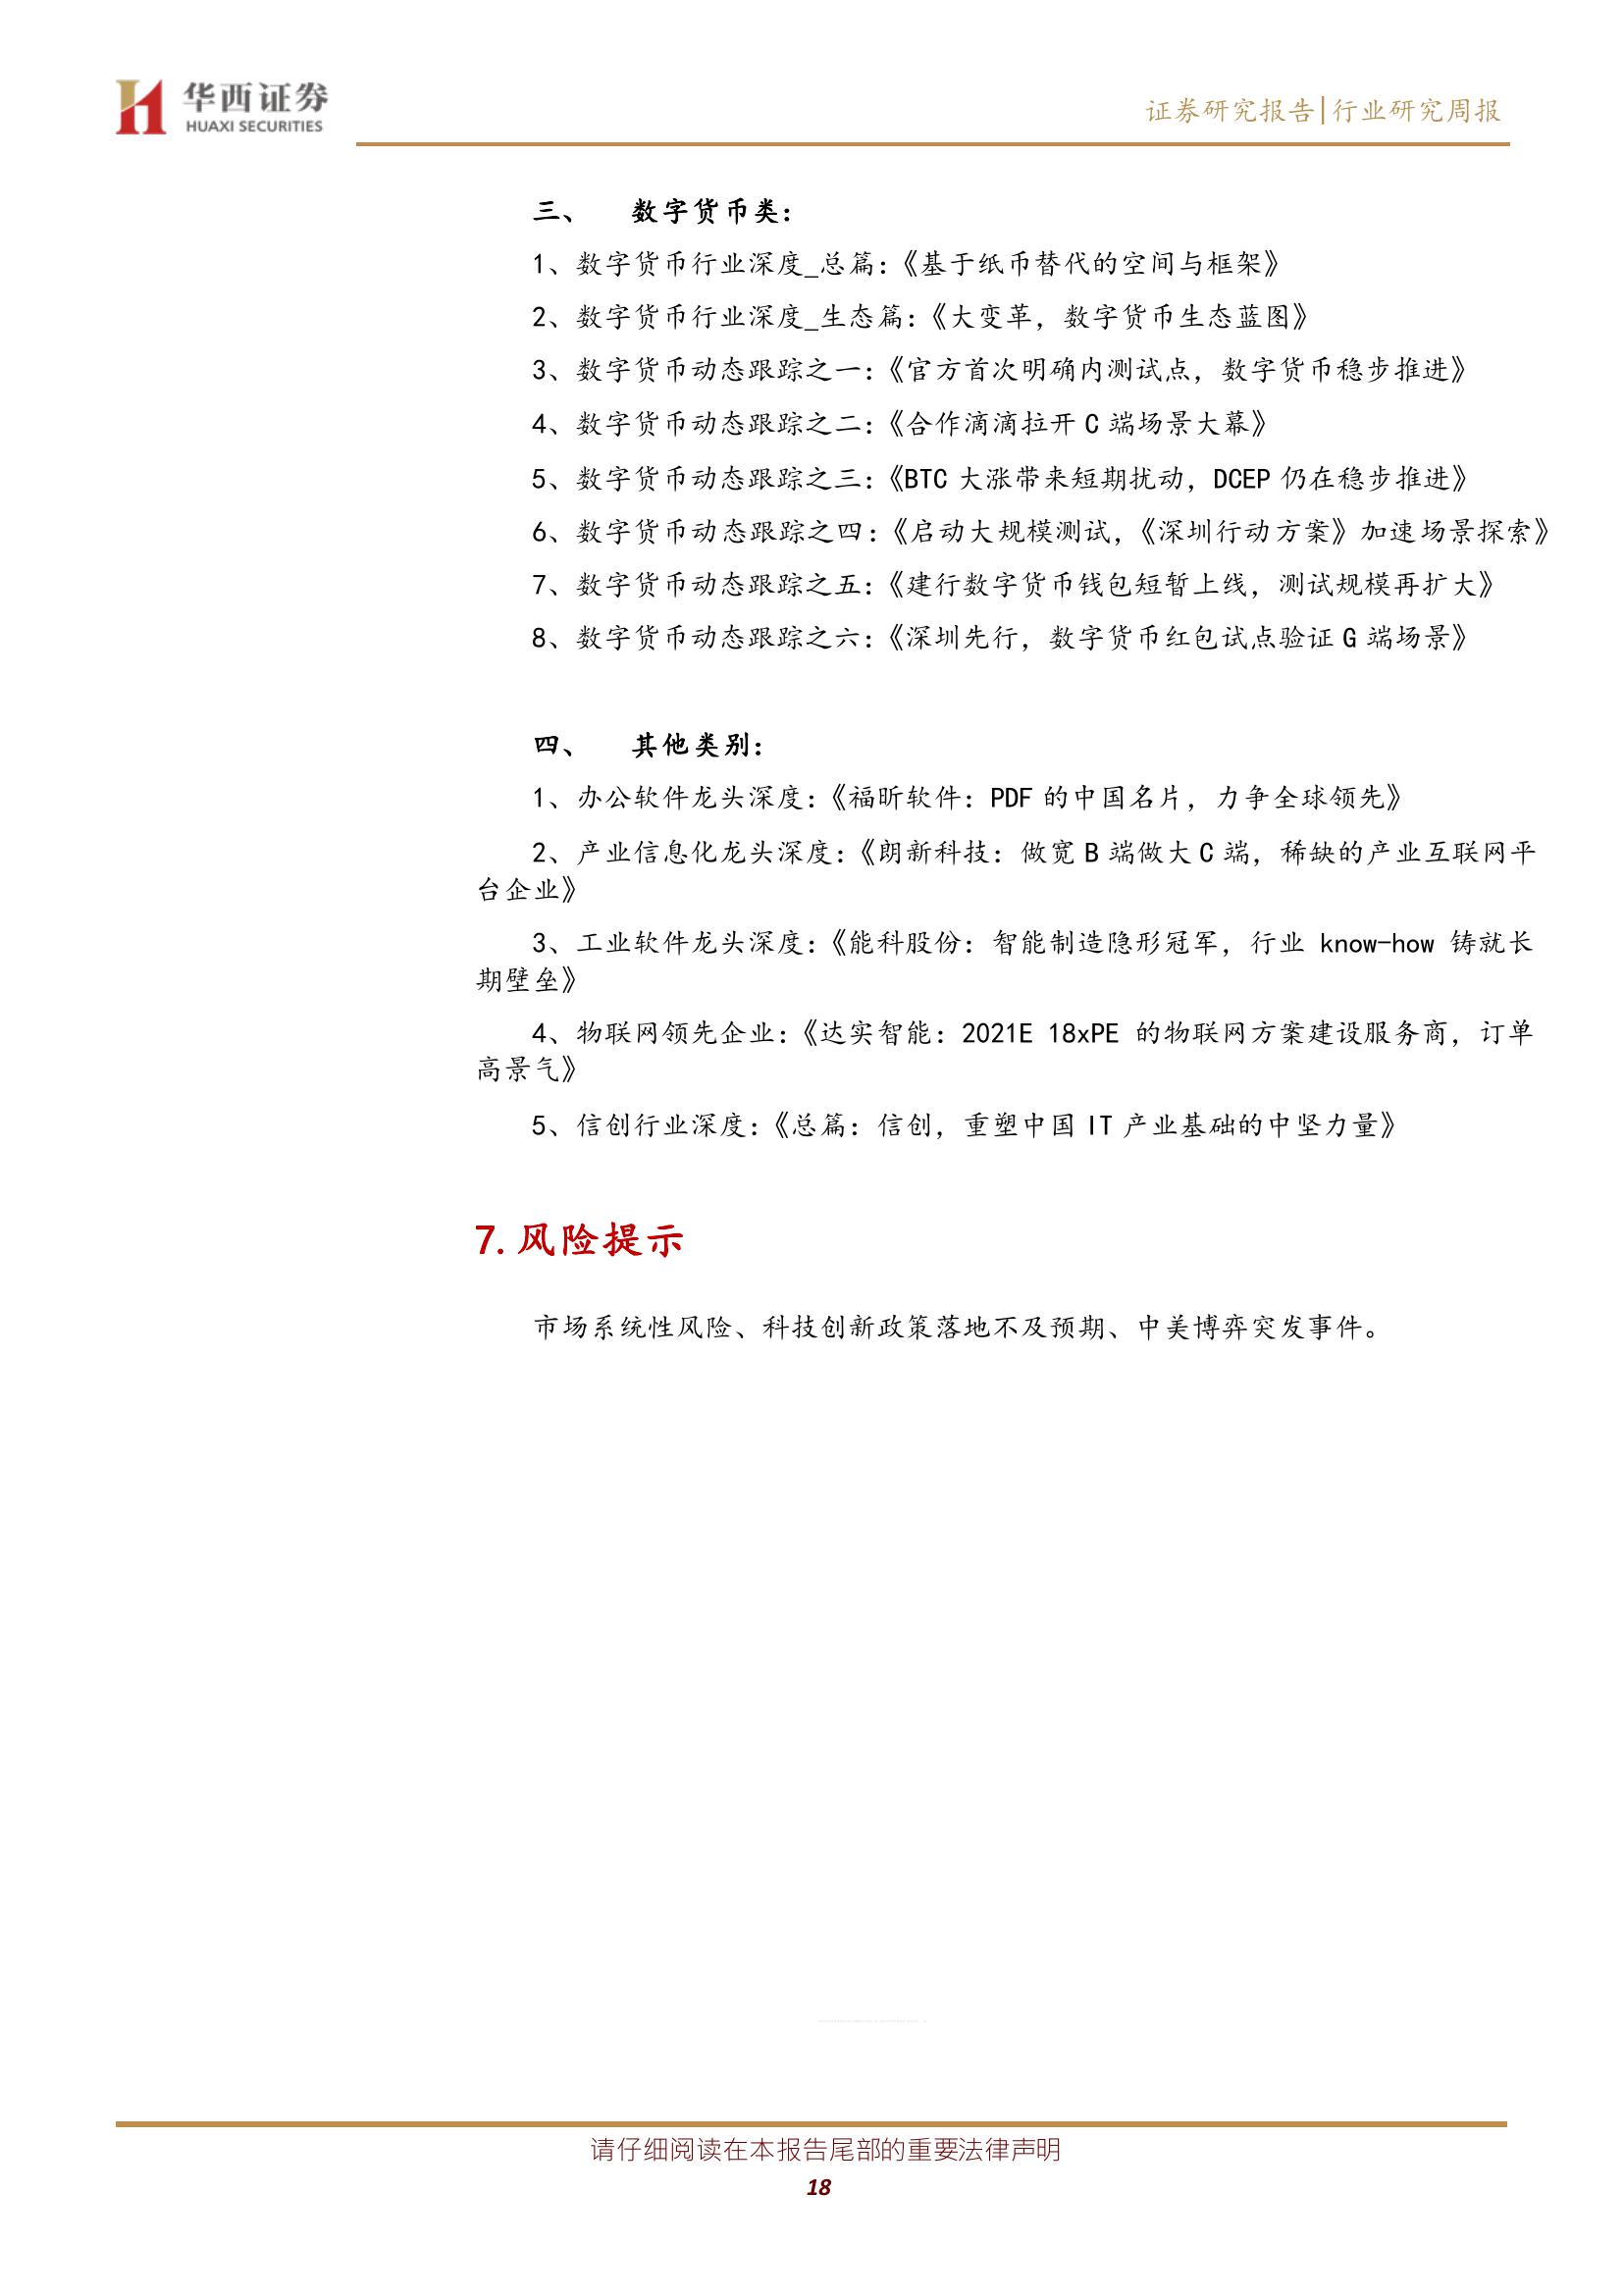 华西证券
HUAXI SECURITIES
证券研究报告|行业研究周报
三、 数字货币类：
1、数字货币行业深度_总篇：《基于纸币替代的空间与框架》
2、数字货币行业深度_生态篇：《大变革，数字货币生态蓝图》
3、数字货币动态跟踪之一：《官方首次明确内测试点，数字货币稳步推进》
4、数字货币动态跟踪之二：《合作滴滴拉开 C 端场景大幕》
5、数字货币动态跟踪之三：《BTC 大涨带来短期扰动，DCEP 仍在稳步推进》
6、数字货币动态跟踪之四：《启动大规模测试，《深圳行动方案》加速场景探索》
7、数字货币动态跟踪之五：《建行数字货币钱包短暂上线，测试规模再扩大》
8、数字货币动态跟踪之六：《深圳先行，数字货币红包试点验证 G 端场景》
四、 其他类别：
1、办公软件龙头深度：《福昕软件：PDF 的中国名片，力争全球领先》
2、产业信息化龙头深度：《朗新科技：做宽 B 端做大 C 端，稀缺的产业互联网平
台企业》
3、工业软件龙头深度：《能科股份：智能制造隐形冠军，行业 know-how 铸就长
期壁垒》
4、物联网领先企业：《达实智能：2021E 18xPE 的物联网方案建设服务商，订单
高景气》
5、信创行业深度：《总篇：信创，重塑中国 IT 产业基础的中坚力量》
7.风险提示
市场系统性风险、科技创新政策落地不及预期、中美博弈突发事件。
请仔细阅读在本报告尾部的重要法律声明
18